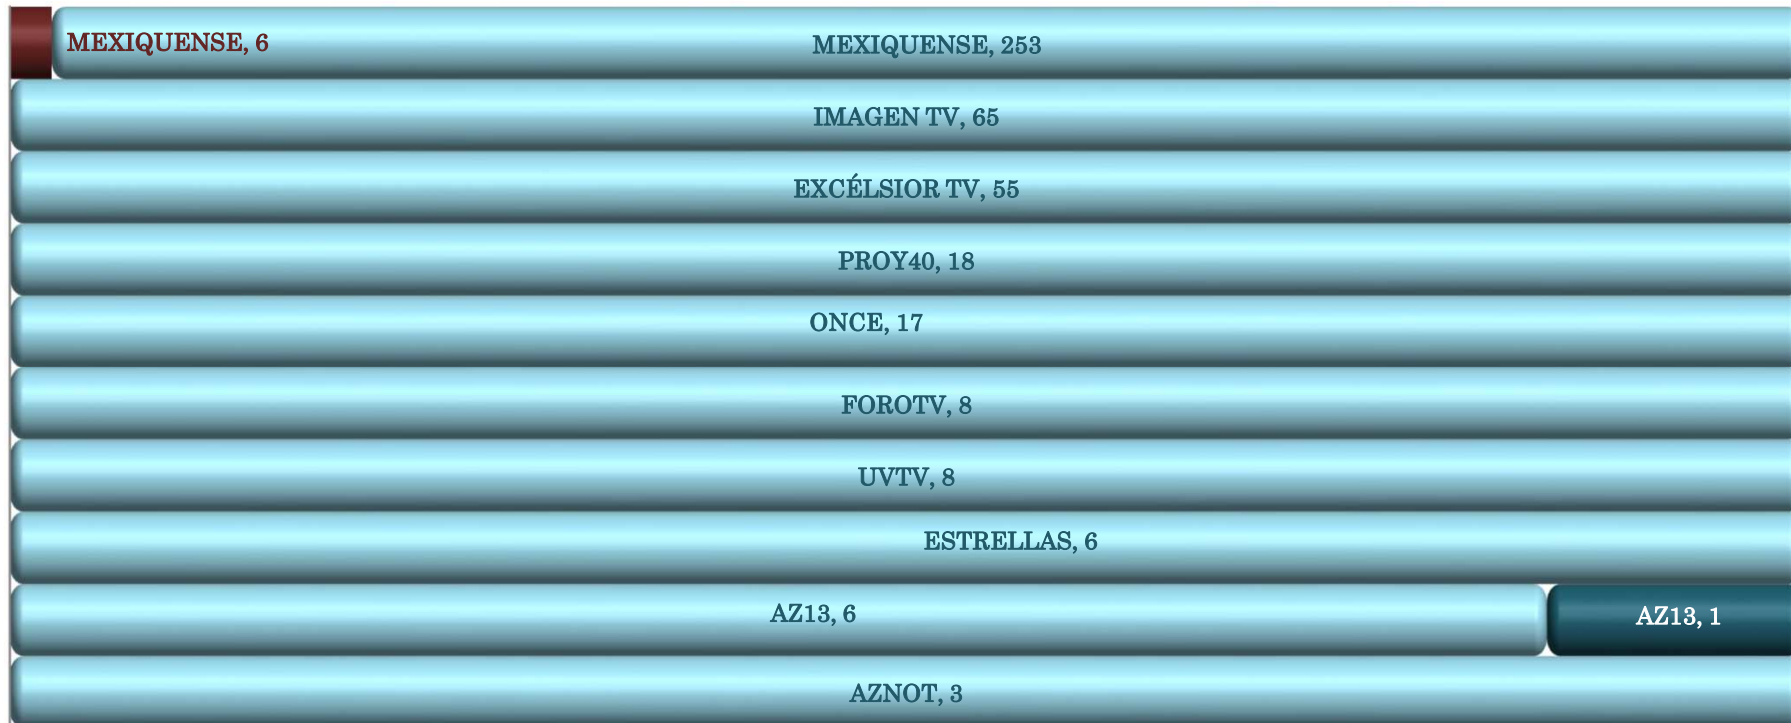 MEXIQUENSE, 6
MEXIQUENSE, 253
IMAGEN TV, 65
EXCÉLSIOR TV, 55
PROY40, 18
ONCE, 17
FOROTV, 8
UVTV, 8
ESTRELLAS, 6
AZ13, 6
AZ13, 1
AZNOT, 3